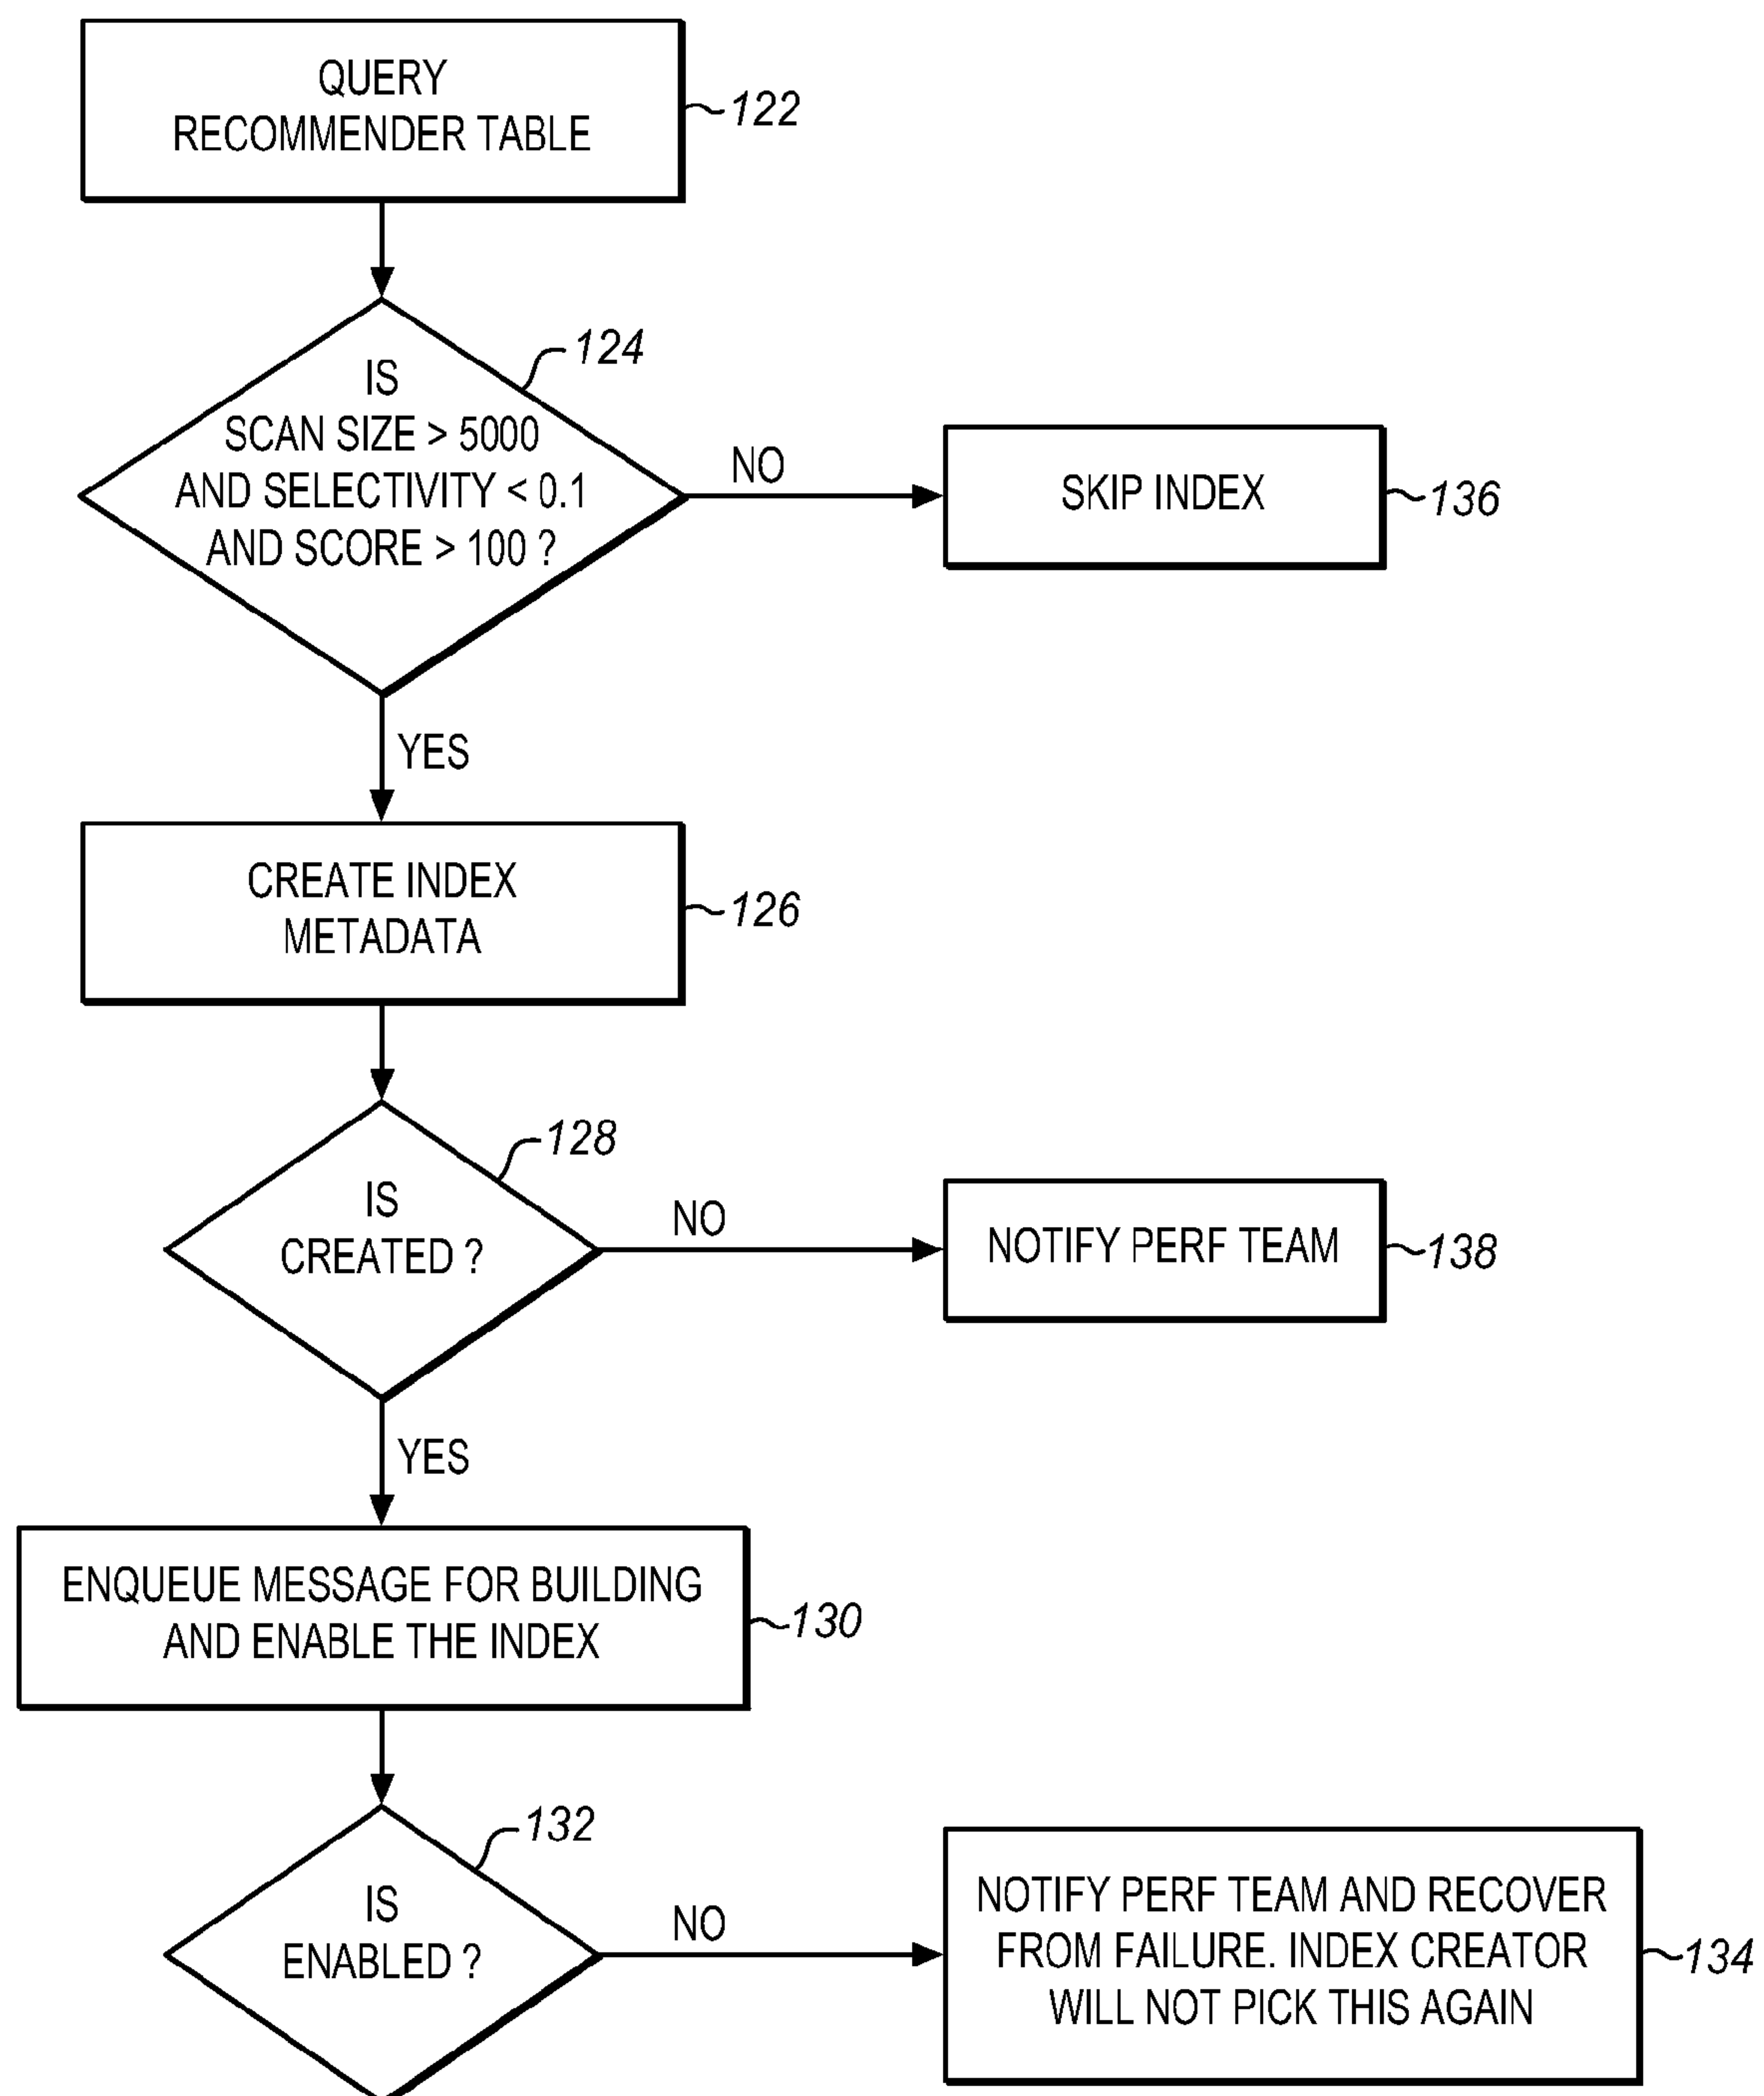 QUERY
RECOMMENDER TABLE
122
124
IS
SCAN SIZE > 5000
AND SELECTIVITY < 0.1
AND SCORE > 100 ?
NO
SKIP INDEX
136
YES
CREATE INDEX
METADATA
126
128
IS
CREATED ?
NO
NOTIFY PERF TEAM
138
YES
ENQUEUE MESSAGE FOR BUILDING
AND ENABLE THE INDEX
130
132
IS
ENABLED ?
NO
NOTIFY PERF TEAM AND RECOVER
FROM FAILURE. INDEX CREATOR
WILL NOT PICK THIS AGAIN
134